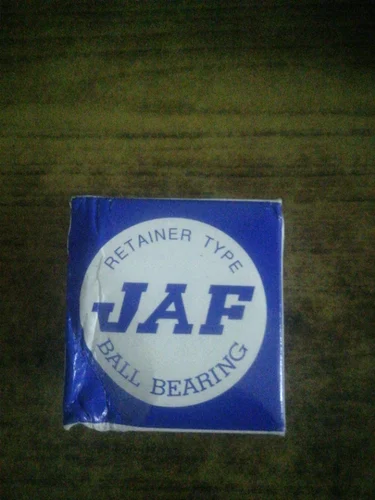 RETAINER TYPE
JAF
BALL BEARING